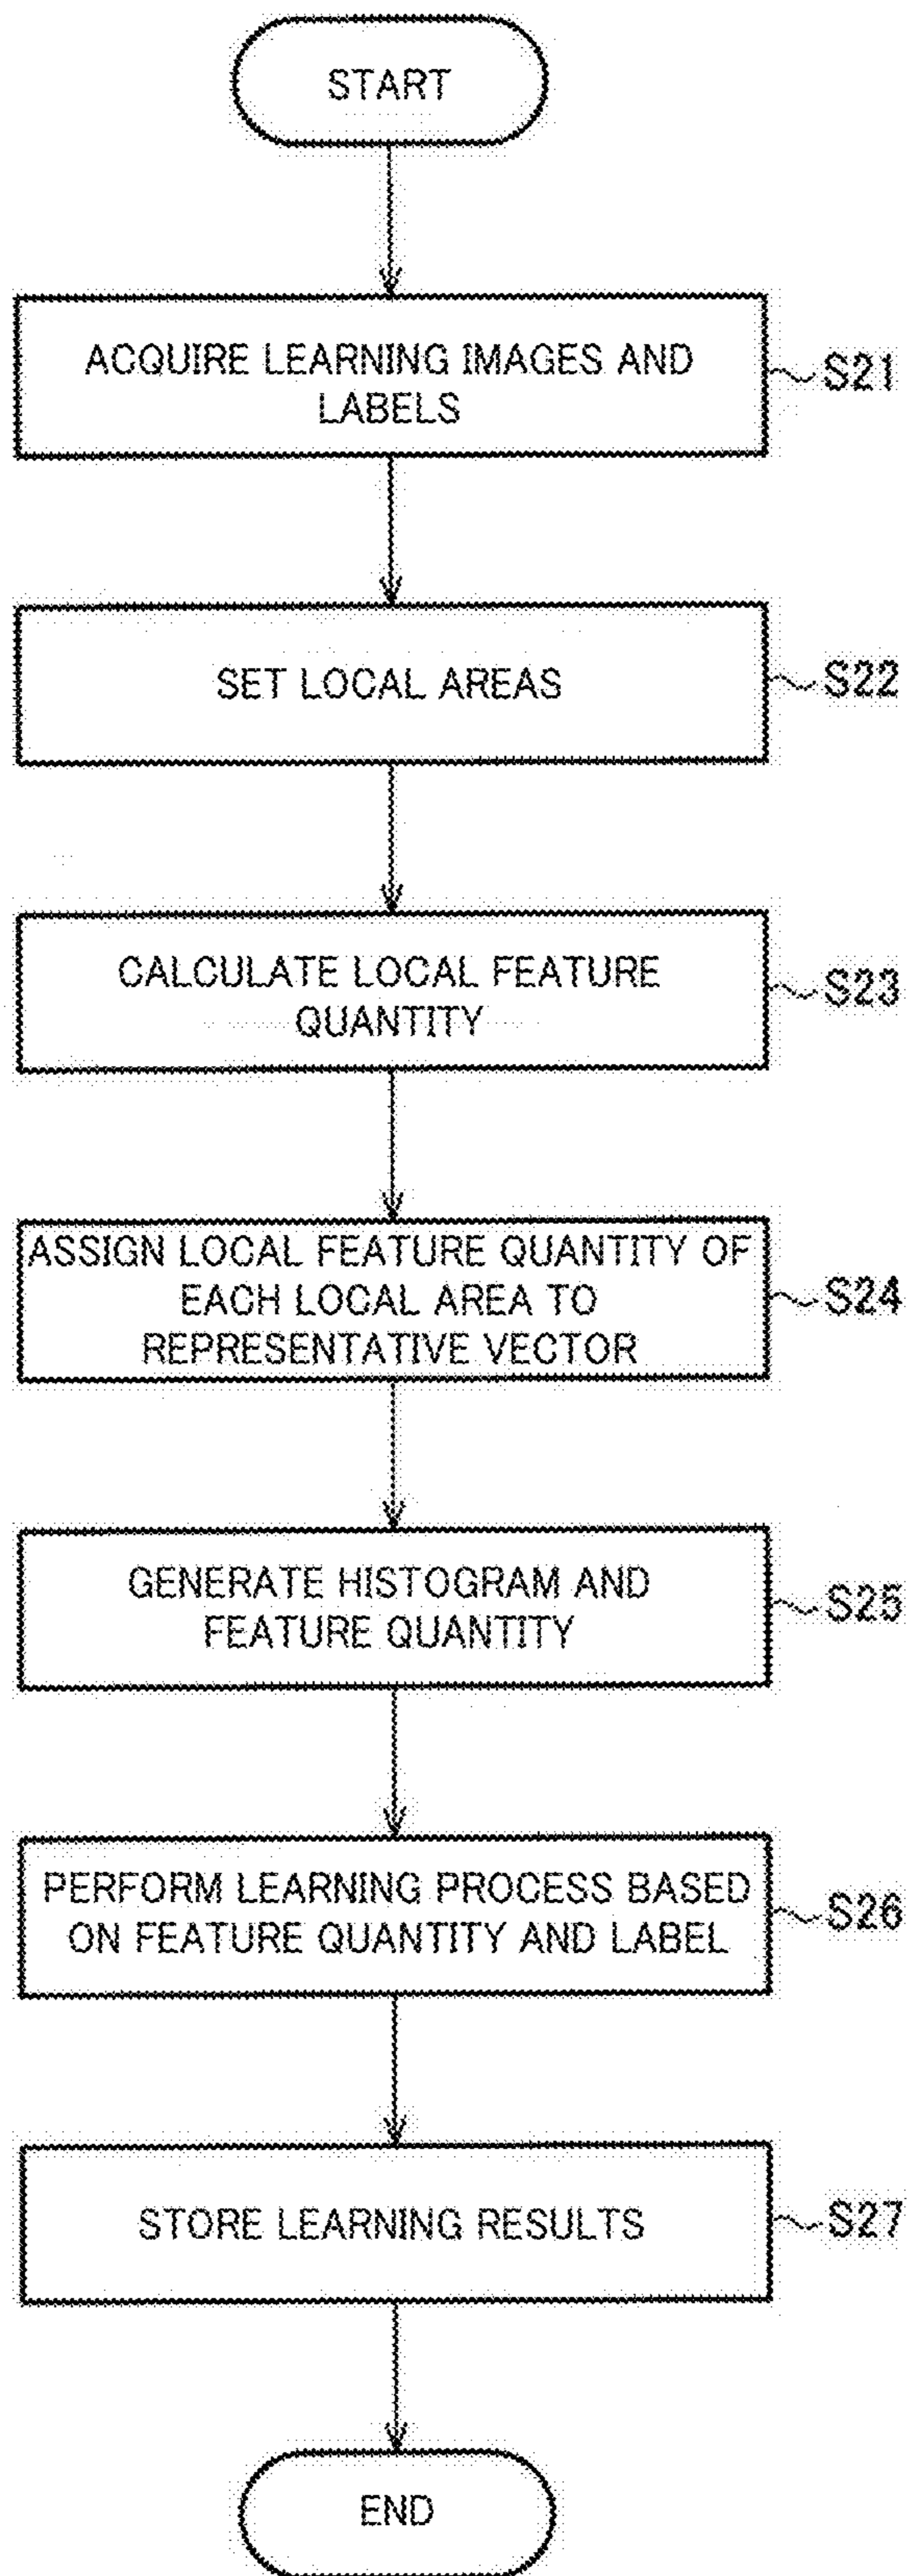 START
ACQUIRE LEARNING IMAGES AND
LABELS
S21
SET LOCAL AREAS
S22
CALCULATE LOCAL FEATURE
QUANTITY
S23
ASSIGN LOCAL FEATURE QUANTITY OF
EACH LOCAL AREA TO
REPRESENTATIVE VECTOR
S24
GENERATE HISTOGRAM AND
FEATURE QUANTITY
S25
PERFORM LEARNING PROCESS BASED
ON FEATURE QUANTITY AND LABEL
S26
STORE LEARNING RESULTS
S27
END